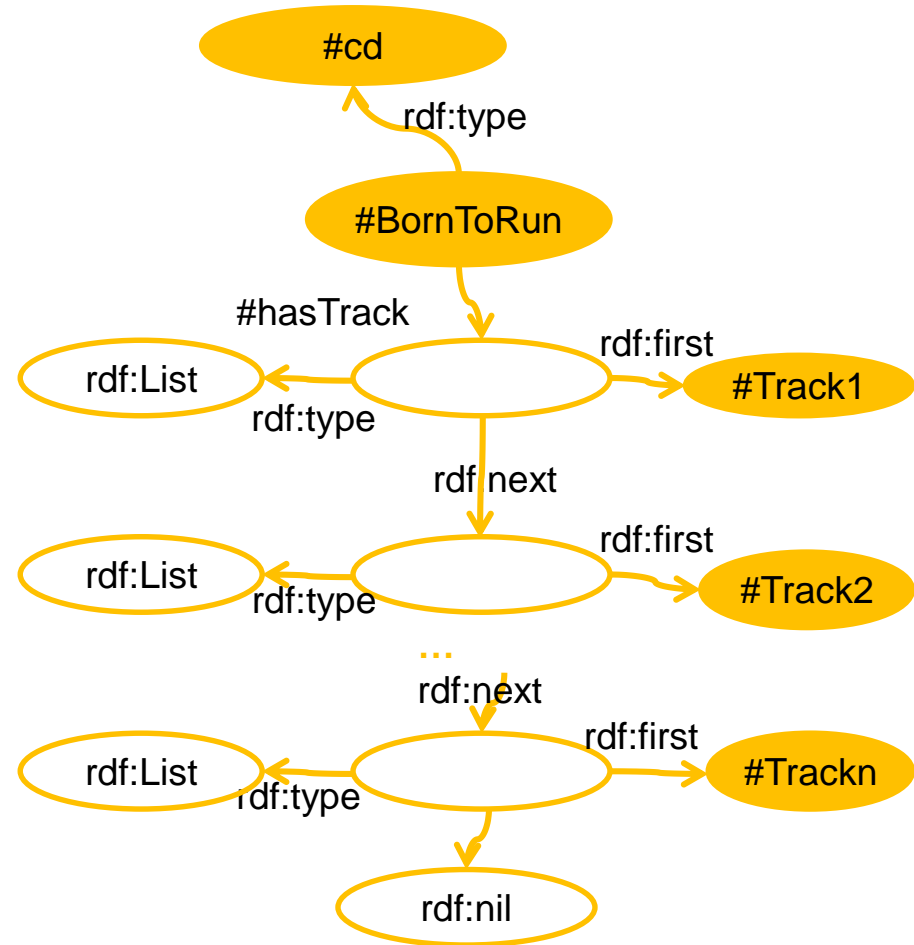 #cd
rdf:type
#BornToRun
#hasTrack
rdf:first
rdf:List
#Track1
rdf:type
rdf:next
rdf:first
rdf:List
#Track2
rdf:type
...
rdf:next
rdf:first
rdf:List
#Trackn
rdf:type
rdf:nil